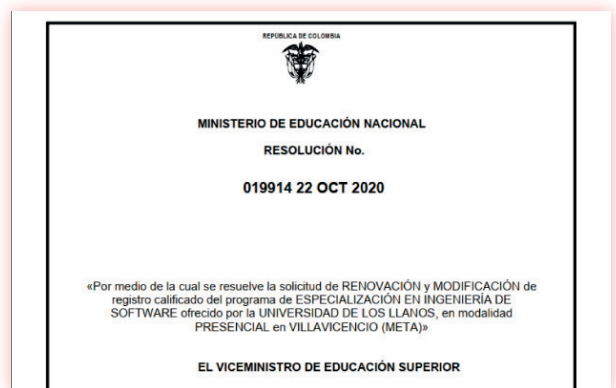 REPÚBLICA DE COLOMBIA
MINISTERIO DE EDUCACIÓN NACIONAL
RESOLUCIÓN No.
019914 22 OCT 2020
«Por medio de la cual se resuelve la solicitud de RENOVACIÓN y MODIFICACIÓN de
registro calificado del programa de ESPECIALIZACIÓN EN INGENIERÍA DE
SOFTWARE ofrecido por la UNIVERSIDAD DE LOS LLANOS, en modalidad
PRESENCIAL en VILLAVICENCIO (META)»
EL VICEMINISTRO DE EDUCACIÓN SUPERIOR